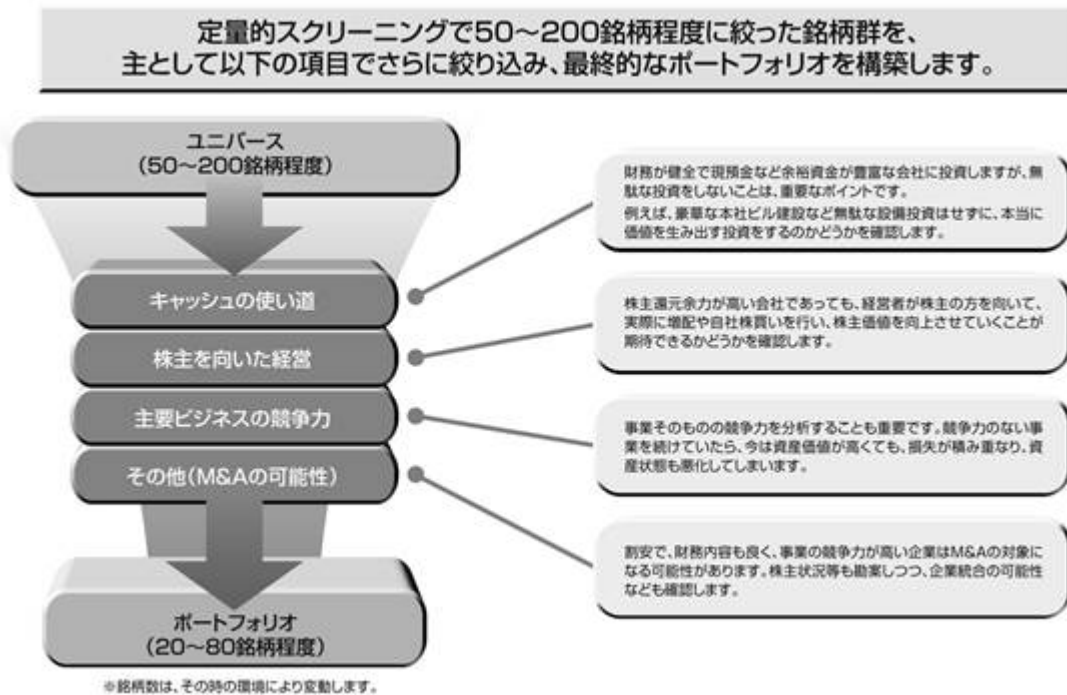 定量的スクリーニングで50～200銘柄程度に絞った銘柄群を、
主として以下の項目でさらに絞り込み、最終的なポートフォリオを構築します。
ユニバース
（50～200銘柄程度）
キャッシュの使い道
株主を向いた経営
主要ビジネスの競争力
その他（M&Aの可能性）
ポートフォリオ
（20～80銘柄程度）
※銘柄数は、その時の環境により変動します。
財務が健全で現預金など余裕資金が豊富な会社に投資しますが、無
駄な投資をしないことは、重要なポイントです。
例えば、豪華な本社ビル建設など無駄な設備投資はせずに、本当に
価値を生み出す投資をするのかどうかを確認します。
株主還元余力が高い会社であっても、経営者が株主の方を向いて、
実際に増配や自社株買いを行い、株主価値を向上させていくことが
期待できるかどうかを確認します。
事業そのものの競争力を分析することも重要です。競争力のない事
業を続けていたら、今は資産価値が高くても、損失が積み重なり、資
産状態も悪化してしまいます。
割安で、財務内容も良く、事業の競争力が高い企業はM&Aの対象に
なる可能性があります。株主状況等も勘案しつつ、企業統合の可能性
なども確認します。